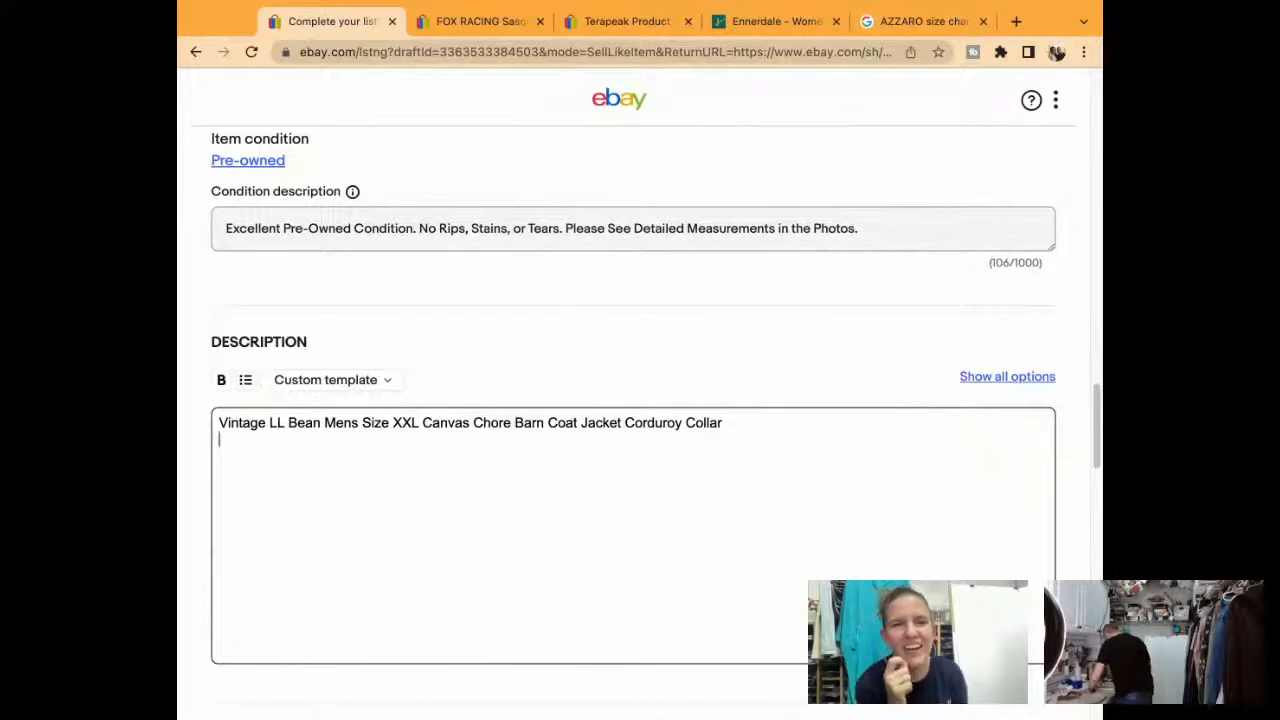 Complete your list
FOX RACING Saso
Terapeak Product
Ennerdale - Wome
AZZARO size char
ebay.com/lstng?draftId=3363533384503&mode=SellLikeItem&ReturnURL=https://www.ebay.com/sh/...
ebay
Item condition
Pre-owned
Condition description
Excellent Pre-Owned Condition. No Rips, Stains, or Tears. Please See Detailed Measurements in the Photos.
(106/1000)
DESCRIPTION
B
Custom template
Show all options
Vintage LL Bean Mens Size XXL Canvas Chore Barn Coat Jacket Corduroy Collar